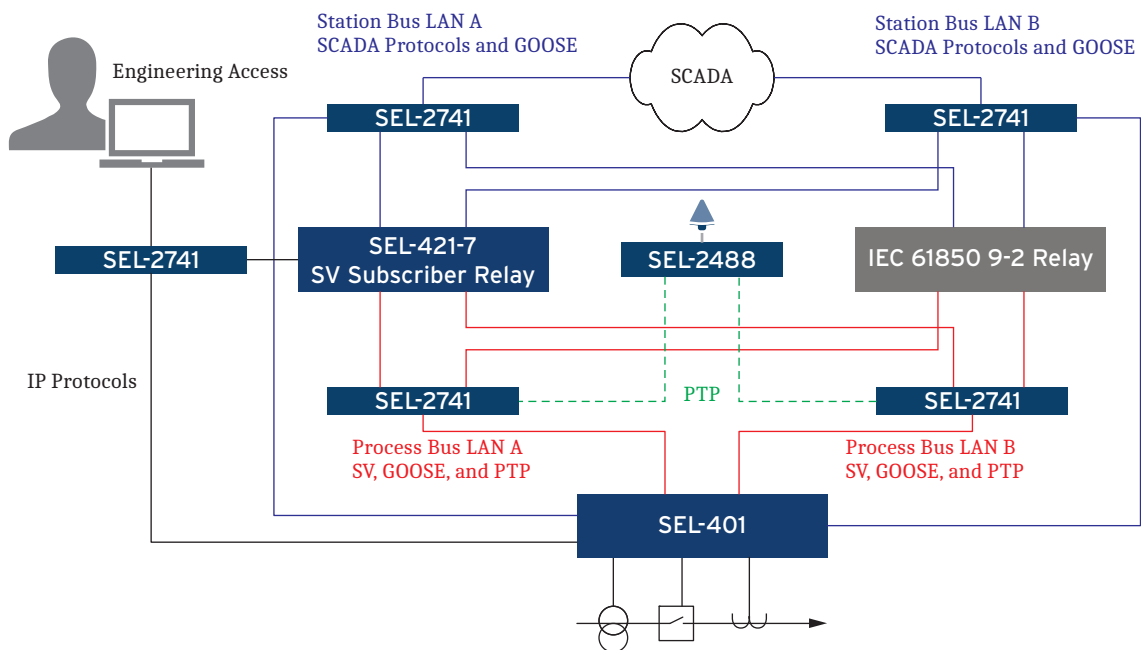 Station Bus LAN A
SCADA Protocols and GOOSE
Station Bus LAN B
SCADA Protocols and GOOSE
Engineering Access
SCADA
SEL-2741
SEL-2741
SEL-2741
SEL-421-7
SV Subscriber Relay
SEL-2488
IEC 61850 9-2 Relay
IP Protocols
SEL-2741
PTP
SEL-2741
Process Bus LAN A
SV, GOOSE, and PTP
Process Bus LAN B
SV, GOOSE, and PTP
SEL-401